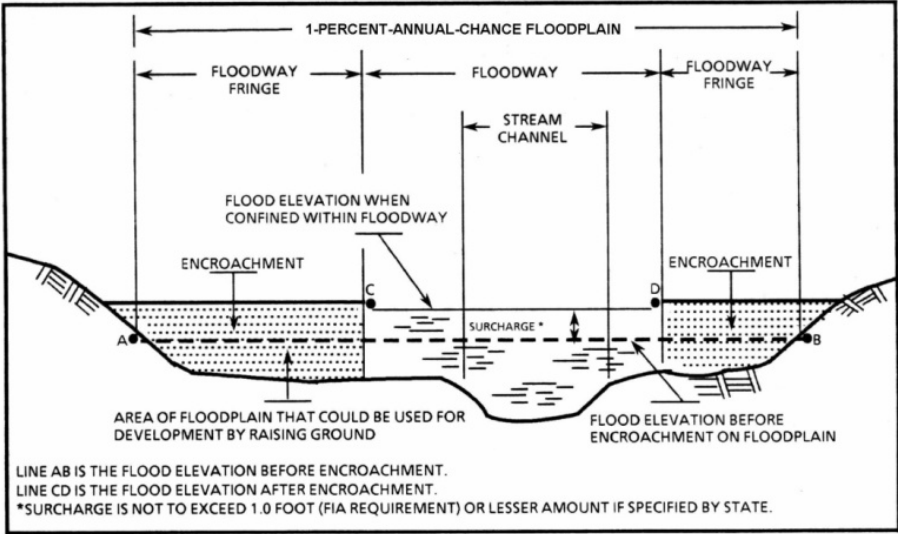 1-PERCENT-ANNUAL-CHANCE FLOODPLAIN
FLOODWAY
FRINGE
FLOODWAY
FLOODWAY
FRINGE
STREAM
CHANNEL
FLOOD ELEVATION WHEN
CONFINED WITHIN FLOODWAY
ENCROACHMENT
ENCROACHMENT
C
D
SURCHARGE *
A
B
AREA OF FLOODPLAIN THAT COULD BE USED FOR
DEVELOPMENT BY RAISING GROUND
FLOOD ELEVATION BEFORE
ENCROACHMENT ON FLOODPLAIN
LINE AB IS THE FLOOD ELEVATION BEFORE ENCROACHMENT.
LINE CD IS THE FLOOD ELEVATION AFTER ENCROACHMENT.
*SURCHARGE IS NOT TO EXCEED 1.0 FOOT (FIA REQUIREMENT) OR LESSER AMOUNT IF SPECIFIED BY STATE.